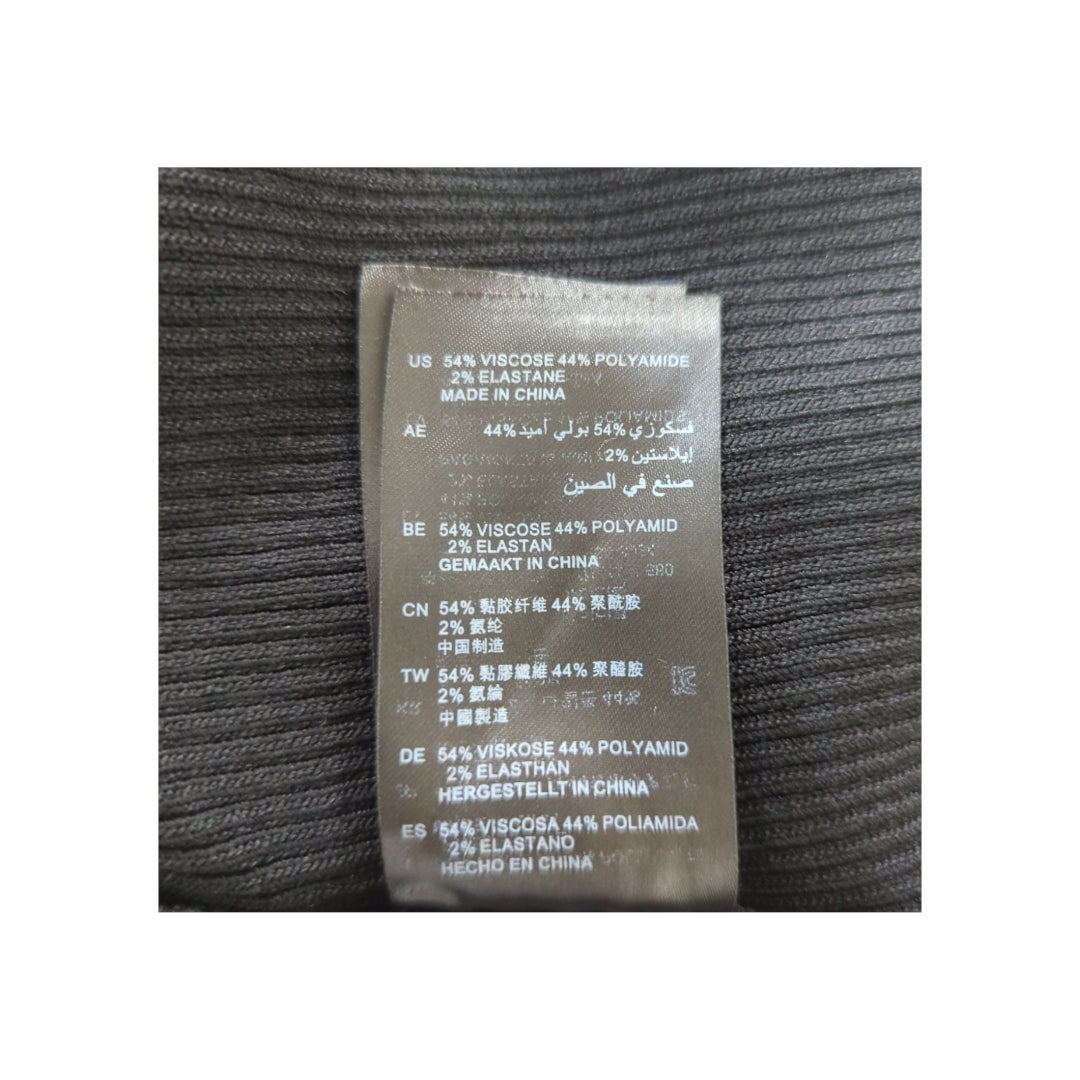 US 54% VISCOSE 44% POLYAMIDE
2% ELASTANE
MADE IN CHINA
AE فسكوزي 54% بولي أميد 44%
إيلاستين 2%
صنع في الصين
BE 54% VISCOSE 44% POLYAMID
2% ELASTAN
GEMAAKT IN CHINA
CN 54% 黏胶纤维 44% 聚酰胺
2% 氨纶
中国制造
TW 54% 黏膠纖維 44% 聚醯胺
2% 氨綸
中國製造
DE 54% VISKOSE 44% POLYAMID
2% ELASTHAN
HERGESTELLT IN CHINA
ES 54% VISCOSA 44% POLIAMIDA
2% ELASTANO
HECHO EN CHINA